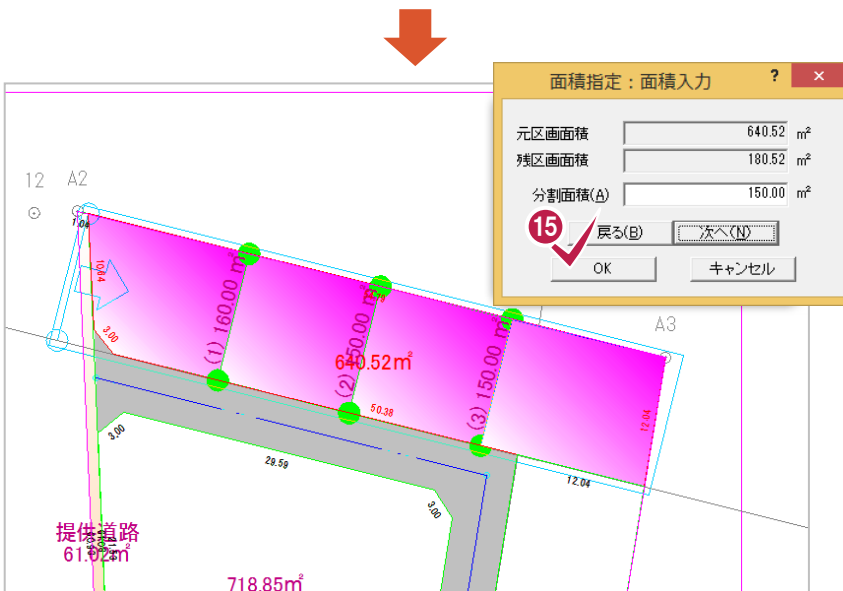 面積指定：面積入力 ? ×
元区画面積 640.52 m²
残区画面積 180.52 m²
分割面積(A) 150.00 m²
戻る(B) 次へ(N)
15 OK キャンセル
12 A2
1.04
10.64
3.00
(1) 160.00 m²
(2) 150.00 m²
640.52㎡
50.38
(3) 150.00 m²
A3
12.04
12.04
3.00
29.59
3.00
提供道路
61.02㎡
718.85㎡